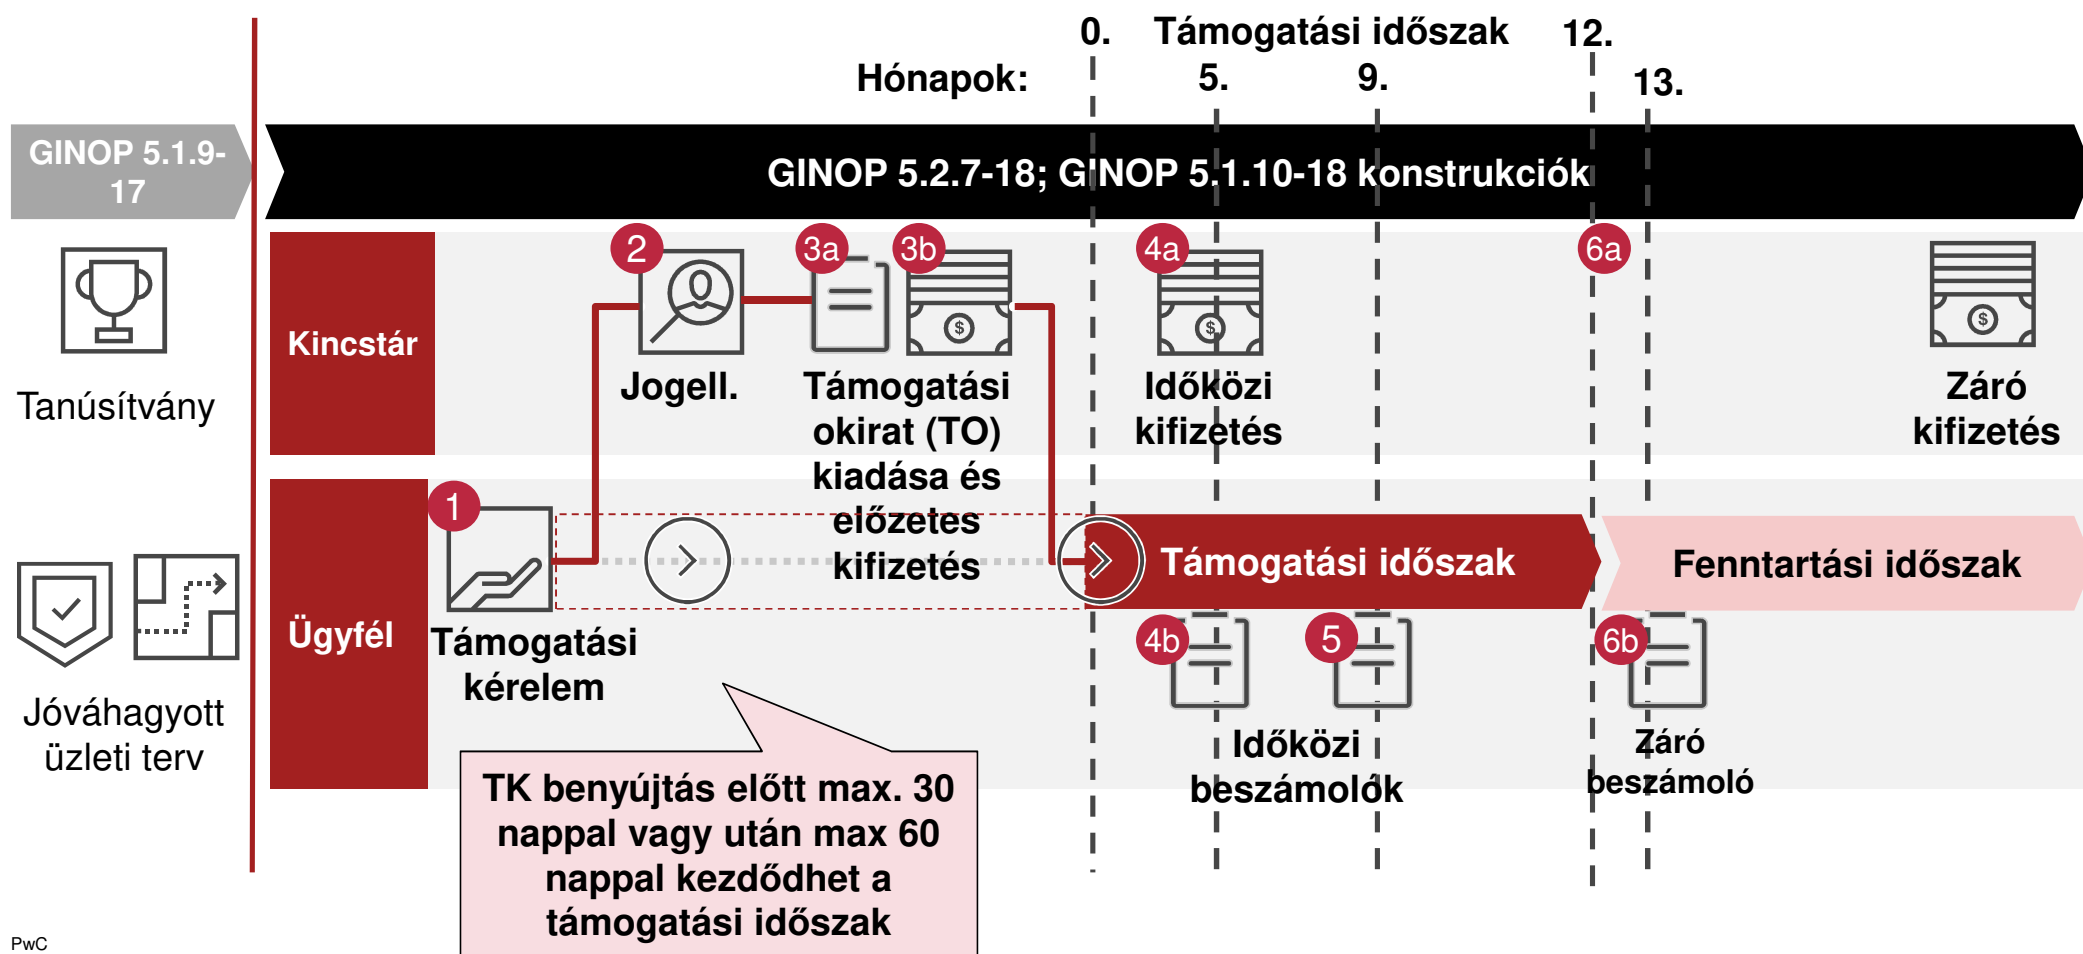 0. Támogatási időszak 12.
Hónapok: 5. 9. 13.
GINOP 5.1.9-
17
GINOP 5.2.7-18; GINOP 5.1.10-18 konstrukciók
Tanúsítvány
Jóváhagyott
üzleti terv
Kincstár
2
3a
3b
4a
6a
Jogell.
Támogatási
okirat (TO)
kiadása és
előzetes
kifizetés
Időközi
kifizetés
Záró
kifizetés
Ügyfél
1
Támogatási
kérelem
Támogatási időszak
Fenntartási időszak
4b
5
6b
Időközi
beszámolók
Záró
beszámoló
TK benyújtás előtt max. 30
nappal vagy után max 60
nappal kezdődhet a
támogatási időszak
PwC